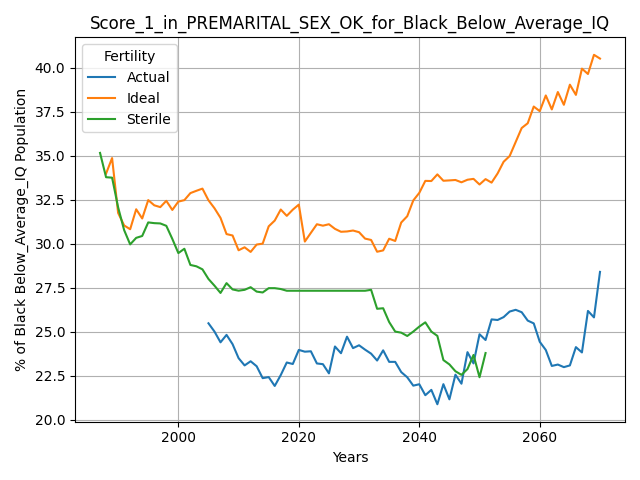 Score_1_in_PREMARITAL_SEX_OK_for_Black_Below_Average_IQ
% of Black Below_Average_IQ Population
40.0
37.5
35.0
32.5
30.0
27.5
25.0
22.5
20.0
Fertility
Actual
Ideal
Sterile
2000
2020
2040
2060
Years